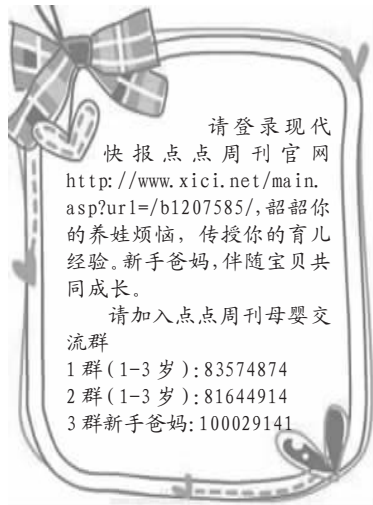 请登录现代
快报点点周刊官网
http://www.xici.net/main.
asp?url=/b1207585/,韶韶你
的养娃烦恼，传授你的育儿
经验。新手爸妈,伴随宝贝共
同成长。
请加入点点周刊母婴交
流群
1群(1-3岁):83574874
2群(1-3岁):81644914
3群新手爸妈:100029141